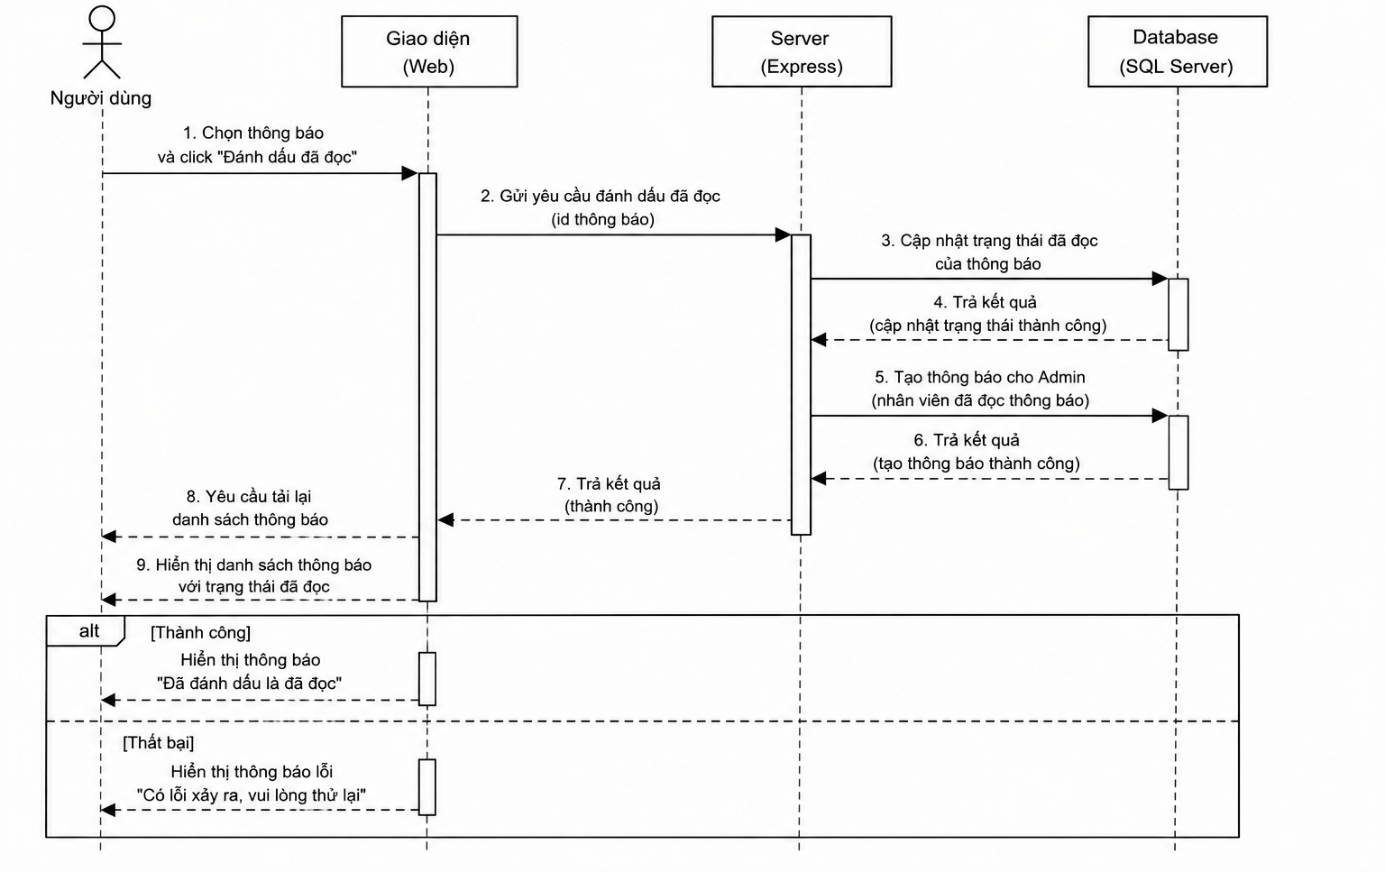 Người dùng
Giao diện
(Web)
Server
(Express)
Database
(SQL Server)
1. Chọn thông báo
và click "Đánh dấu đã đọc"
2. Gửi yêu cầu đánh dấu đã đọc
(id thông báo)
3. Cập nhật trạng thái đã đọc
của thông báo
4. Trả kết quả
(cập nhật trạng thái thành công)
5. Tạo thông báo cho Admin
(nhân viên đã đọc thông báo)
6. Trả kết quả
(tạo thông báo thành công)
7. Trả kết quả
(thành công)
8. Yêu cầu tải lại
danh sách thông báo
9. Hiển thị danh sách thông báo
với trạng thái đã đọc
alt
[Thành công]
Hiển thị thông báo
"Đã đánh dấu là đã đọc"
[Thất bại]
Hiển thị thông báo lỗi
"Có lỗi xảy ra, vui lòng thử lại"